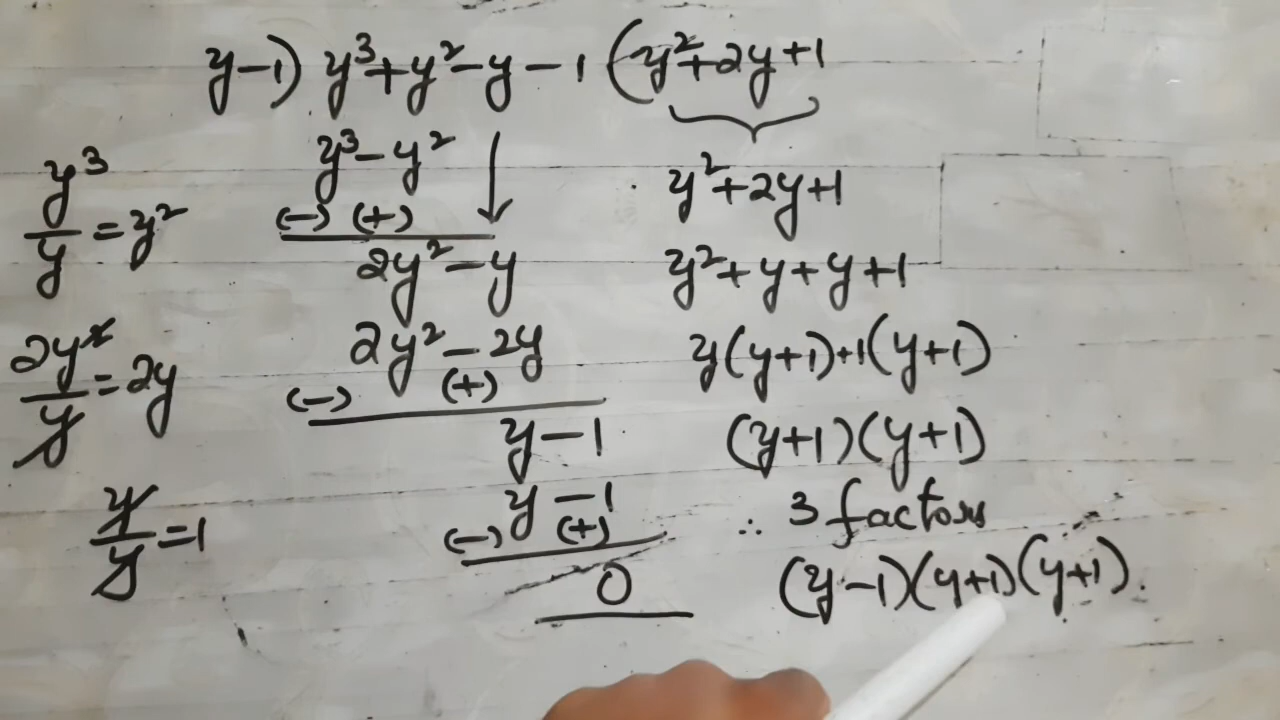 y-1) y³+y²-y-1 (y²+2y+1
y³-y²
(-) (+)
2y²-y
2y²-2y
(-) (+)
y-1
y-1
(-) (+)
0
y³/y=y²
2y²/y=2y
y/y=1
y²+2y+1
y²+y+y+1
y(y+1)+1(y+1)
(y+1)(y+1)
∴ 3 factors
(y-1)(y+1)(y+1).